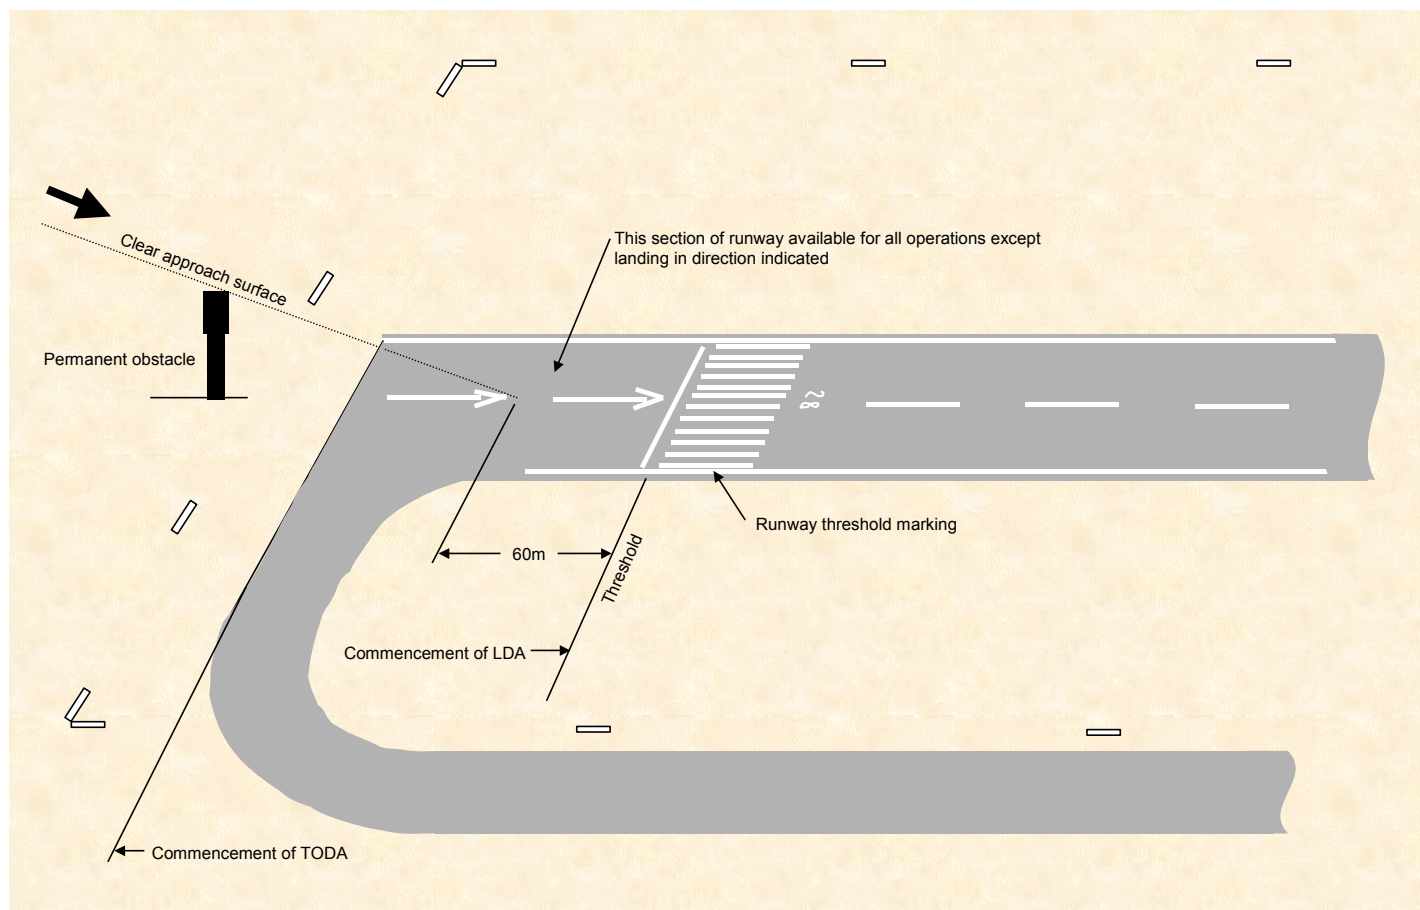 This section of runway available for all operations except
landing in direction indicated
Clear approach surface
Permanent obstacle
28
Runway threshold marking
60m
Threshold
Commencement of LDA
Commencement of TODA